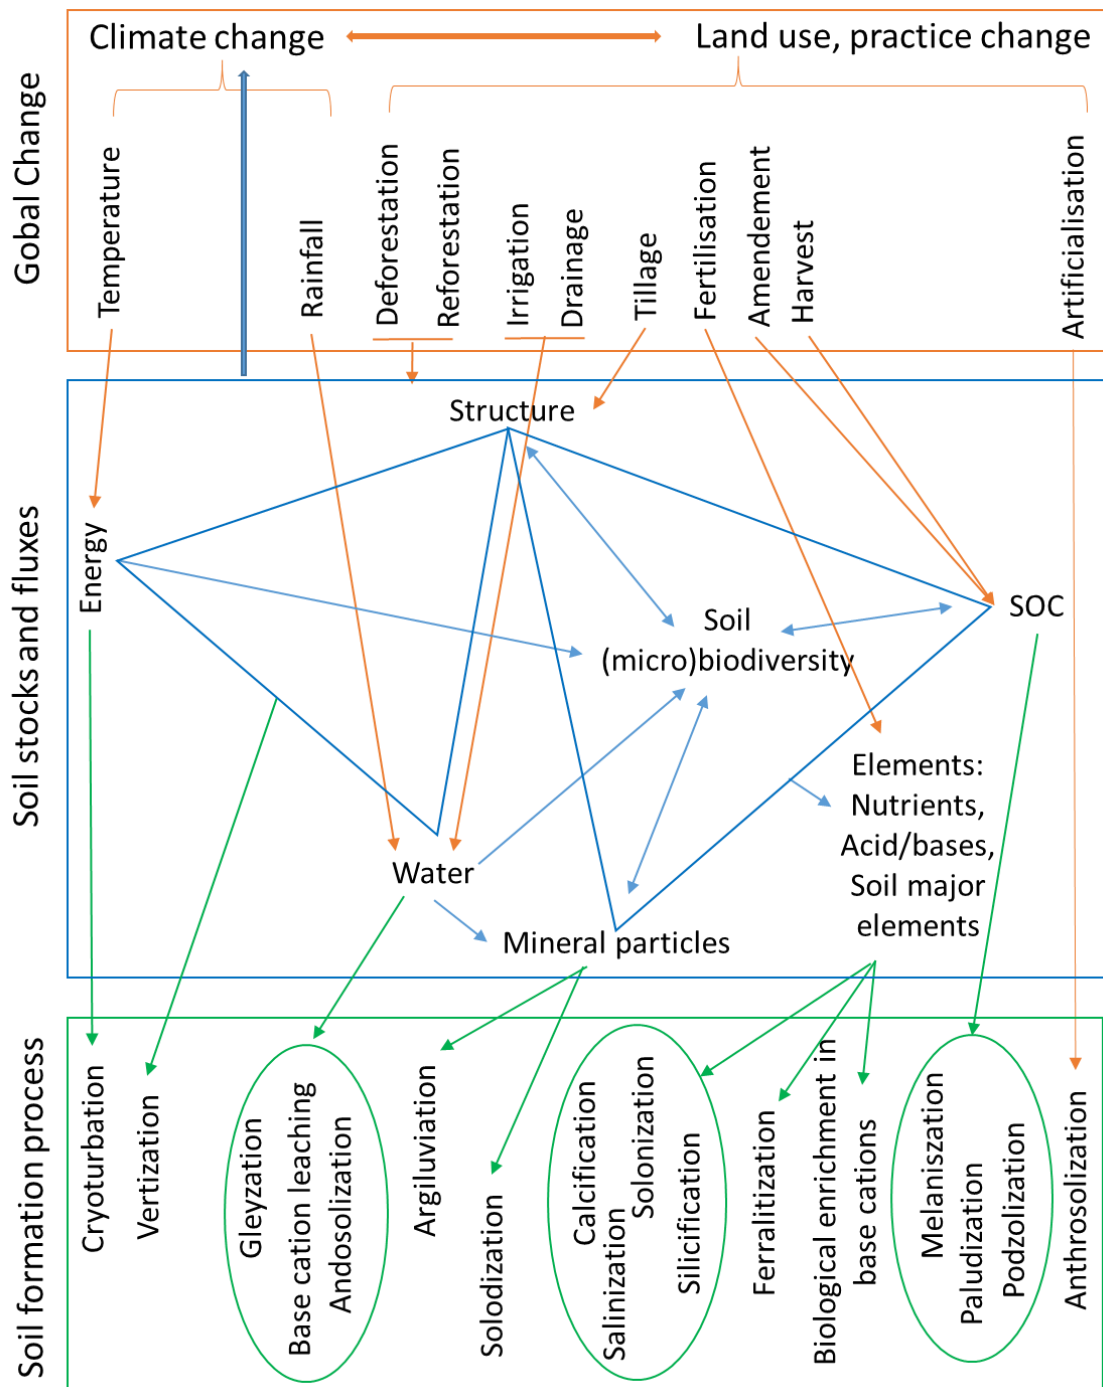 Climate change
Land use, practice change
Gobal Change
Temperature
Rainfall
Deforestation
Reforestation
Irrigation
Drainage
Tillage
Fertilisation
Amendement
Harvest
Artificialisation
Soil stocks and fluxes
Structure
Energy
Soil
(micro)biodiversity
SOC
Elements:
Nutrients,
Acid/bases,
Soil major
elements
Water
Mineral particles
Soil formation process
Cryoturbation
Vertization
Gleyzation
Base cation leaching
Andosolization
Argiluviation
Solodization
Calcification
Salinization
Solonization
Silicification
Ferralitization
Biological enrichment in
base cations
Melaniszation
Paludization
Podzolization
Anthrosolization